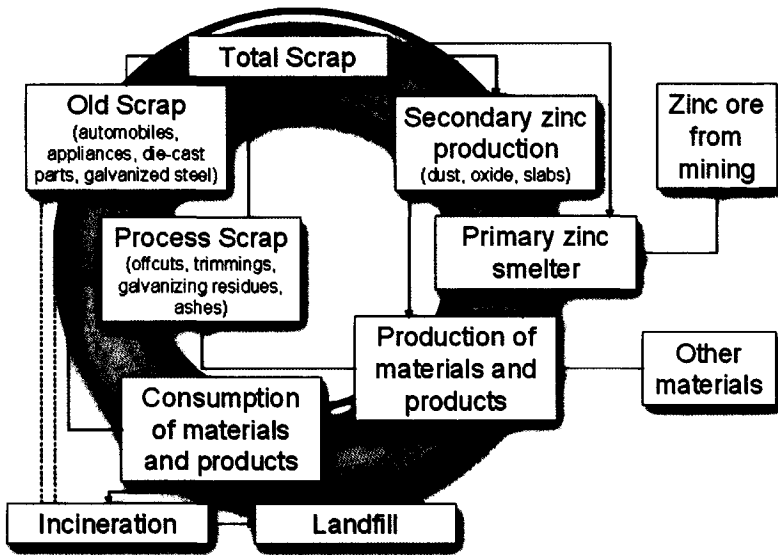 Total Scrap
Old Scrap
(automobiles,
appliances, die-cast
parts, galvanized steel)
Secondary zinc
production
(dust, oxide, slabs)
Zinc ore
from
mining
Process Scrap
(offcuts, trimmings,
galvanizing residues,
ashes)
Primary zinc
smelter
Production of
materials and
products
Other
materials
Consumption
of materials
and products
Incineration
Landfill